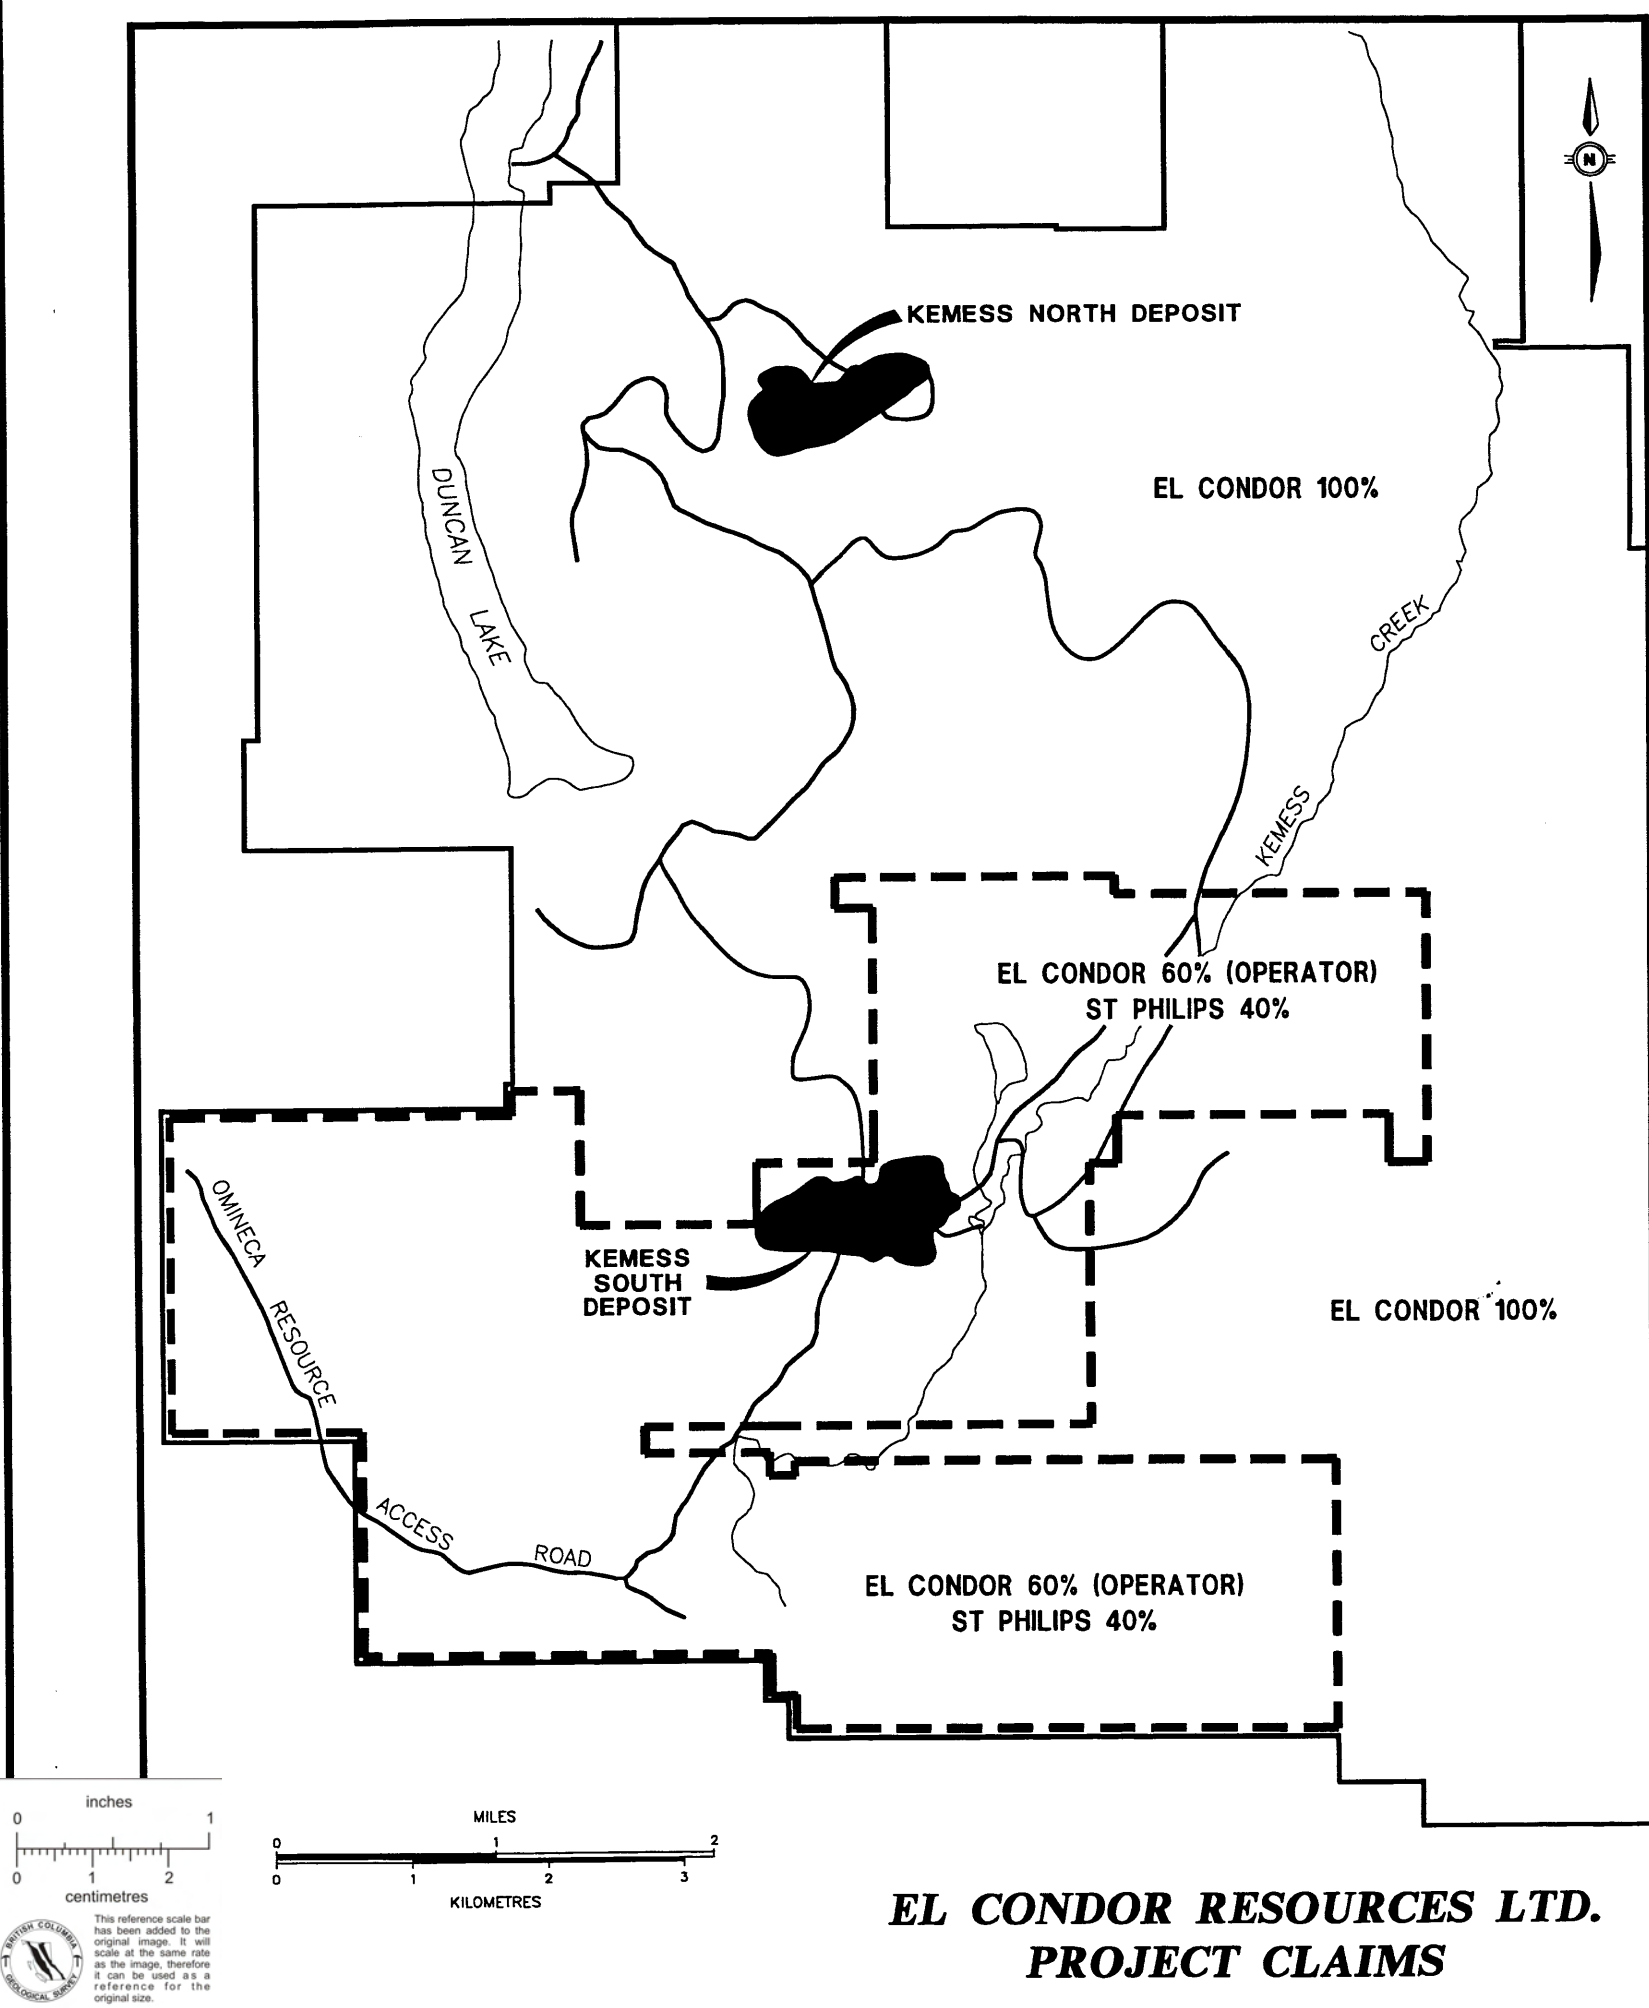 N
KEMESS NORTH DEPOSIT
EL CONDOR 100%
DUNCAN LAKE
KEMESS CREEK
EL CONDOR 60% (OPERATOR)
ST PHILIPS 40%
KEMESS
SOUTH
DEPOSIT
EL CONDOR 100%
OMINECA RESOURCE ACCESS ROAD
EL CONDOR 60% (OPERATOR)
ST PHILIPS 40%
inches
0 1
0 1 2
centimetres
MILES
0 1 2
0 1 2 3
KILOMETRES
BRITISH COLUMBIA
GEOLOGICAL SURVEY
This reference scale bar
has been added to the
original image. It will
scale at the same rate
as the image, therefore
it can be used as a
reference for the
original size.
EL CONDOR RESOURCES LTD.
PROJECT CLAIMS